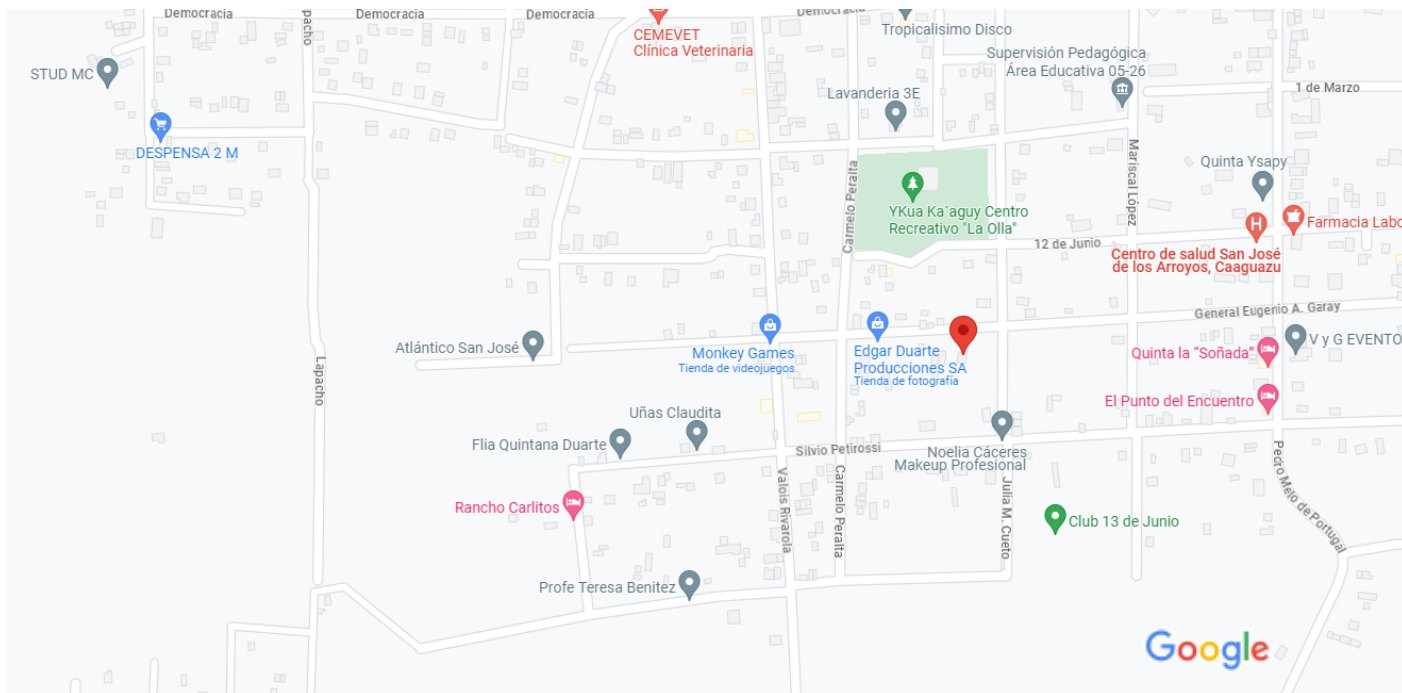 Democracia
Democracia
Democracia
Democracia
Lapacho
CEMEVET
Clínica Veterinaria
Tropicalisimo Disco
Supervisión Pedagógica
Área Educativa 05-26
STUD MC
1 de Marzo
Lavanderia 3E
DESPENSA 2 M
Mariscal López
Quinta Ysapy
Carmelo Peralta
YKua Ka´aguy Centro
Recreativo "La Olla"
Farmacia Labo
12 de Junio
Centro de salud San José
de los Arroyos, Caaguazu
General Eugenio A. Garay
Atlántico San José
Monkey Games
Tienda de videojuegos
Edgar Duarte
Producciones SA
Tienda de fotografía
Quinta la “Soñada”
V y G EVENTO
Lapacho
El Punto del Encuentro
Uñas Claudita
Flia Quintana Duarte
Silvio Petirossi
Noelia Cáceres
Makeup Profesional
Valois Rivarola
Carmelo Peralta
Julia M. Cueto
Pedro Melo de Portugal
Rancho Carlitos
Club 13 de Junio
Profe Teresa Benitez
Google